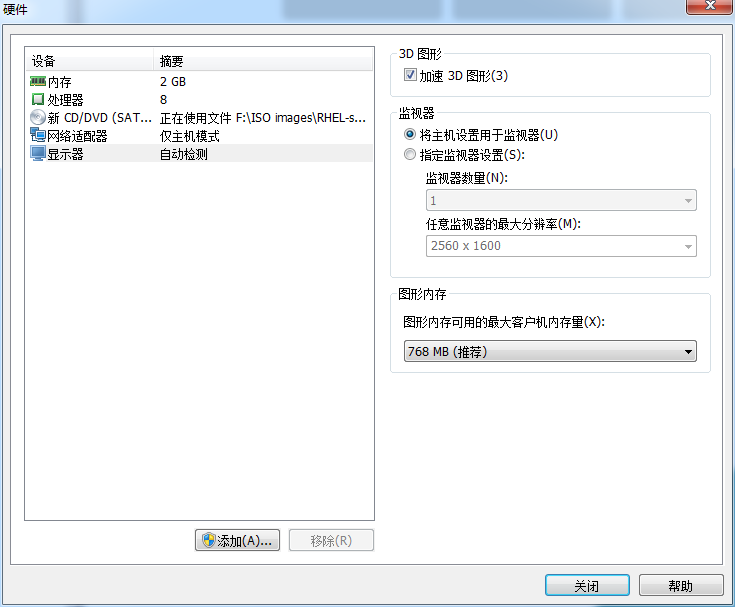 硬件
设备 摘要
内存 2 GB
处理器 8
新 CD/DVD (SAT... 正在使用文件 F:\ISO images\RHEL-s...
网络适配器 仅主机模式
显示器 自动检测
添加(A)... 移除(R)
3D 图形
加速 3D 图形(3)
监视器
将主机设置用于监视器(U)
指定监视器设置(S):
监视器数量(N):
1
任意监视器的最大分辨率(M):
2560 x 1600
图形内存
图形内存可用的最大客户机内存量(X):
768 MB (推荐)
关闭 帮助